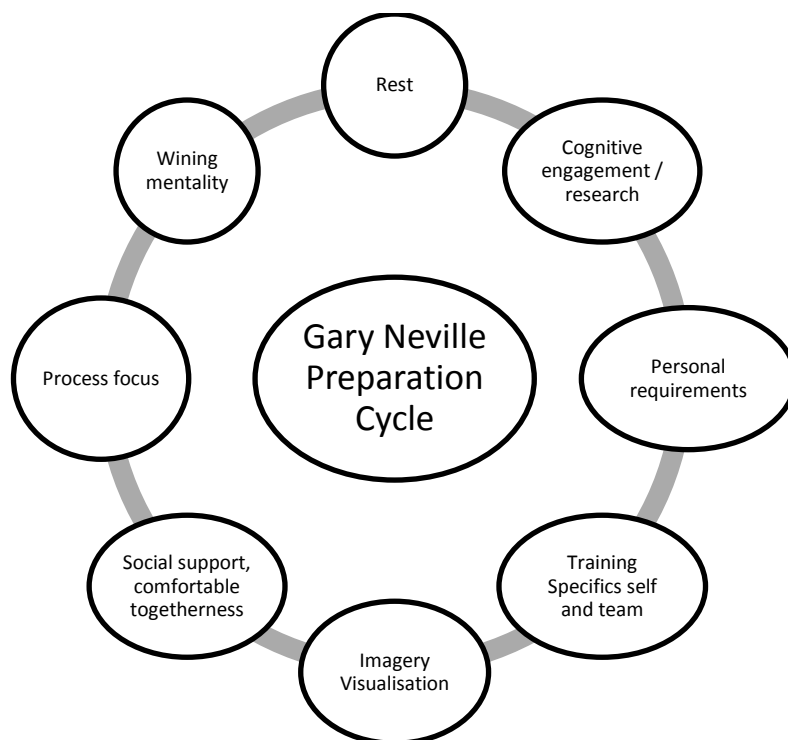 Rest
Cognitive
engagement /
research
Personal
requirements
Training
Specifics self
and team
Imagery
Visualisation
Social support,
comfortable
togetherness
Process focus
Wining
mentality
Gary Neville
Preparation
Cycle